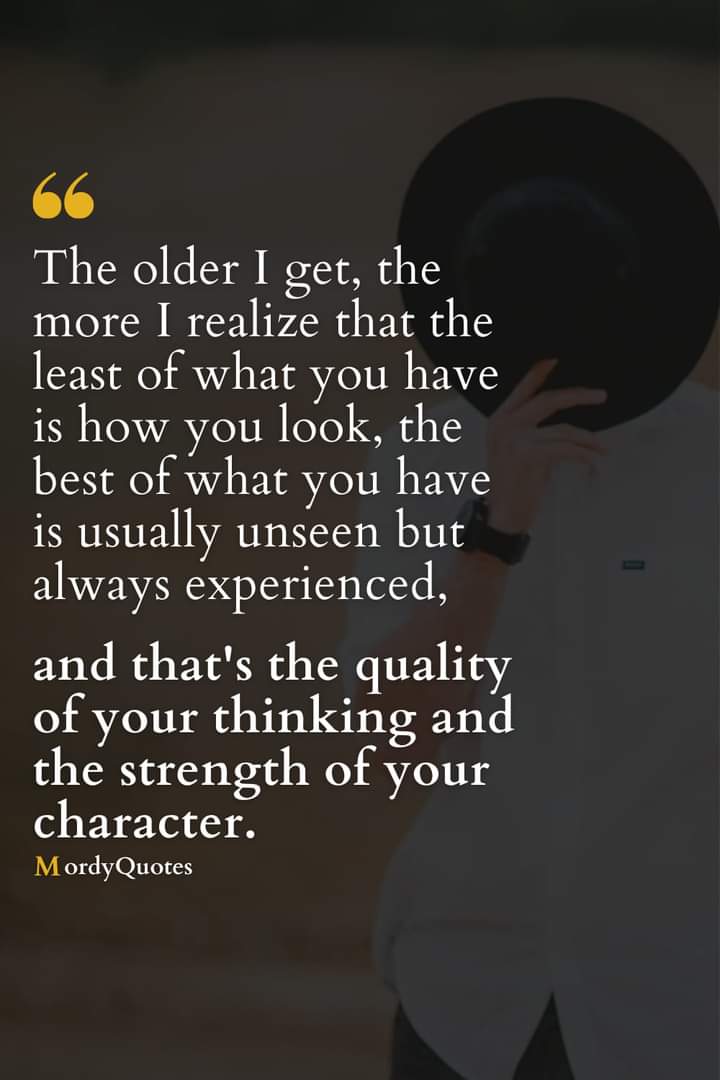 The older I get, the
more I realize that the
least of what you have
is how you look, the
best of what you have
is usually unseen but
always experienced,
and that's the quality
of your thinking and
the strength of your
character.
MordyQuotes